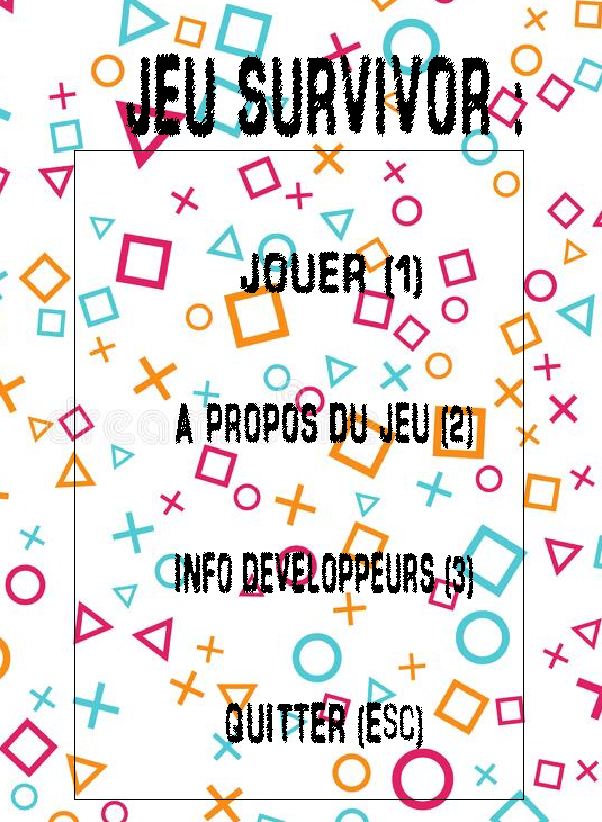 JEU SURVIVOR :
JOUER (1)
A PROPOS DU JEU (2)
INFO DEVELOPPEURS (3)
QUITTER (ESC)